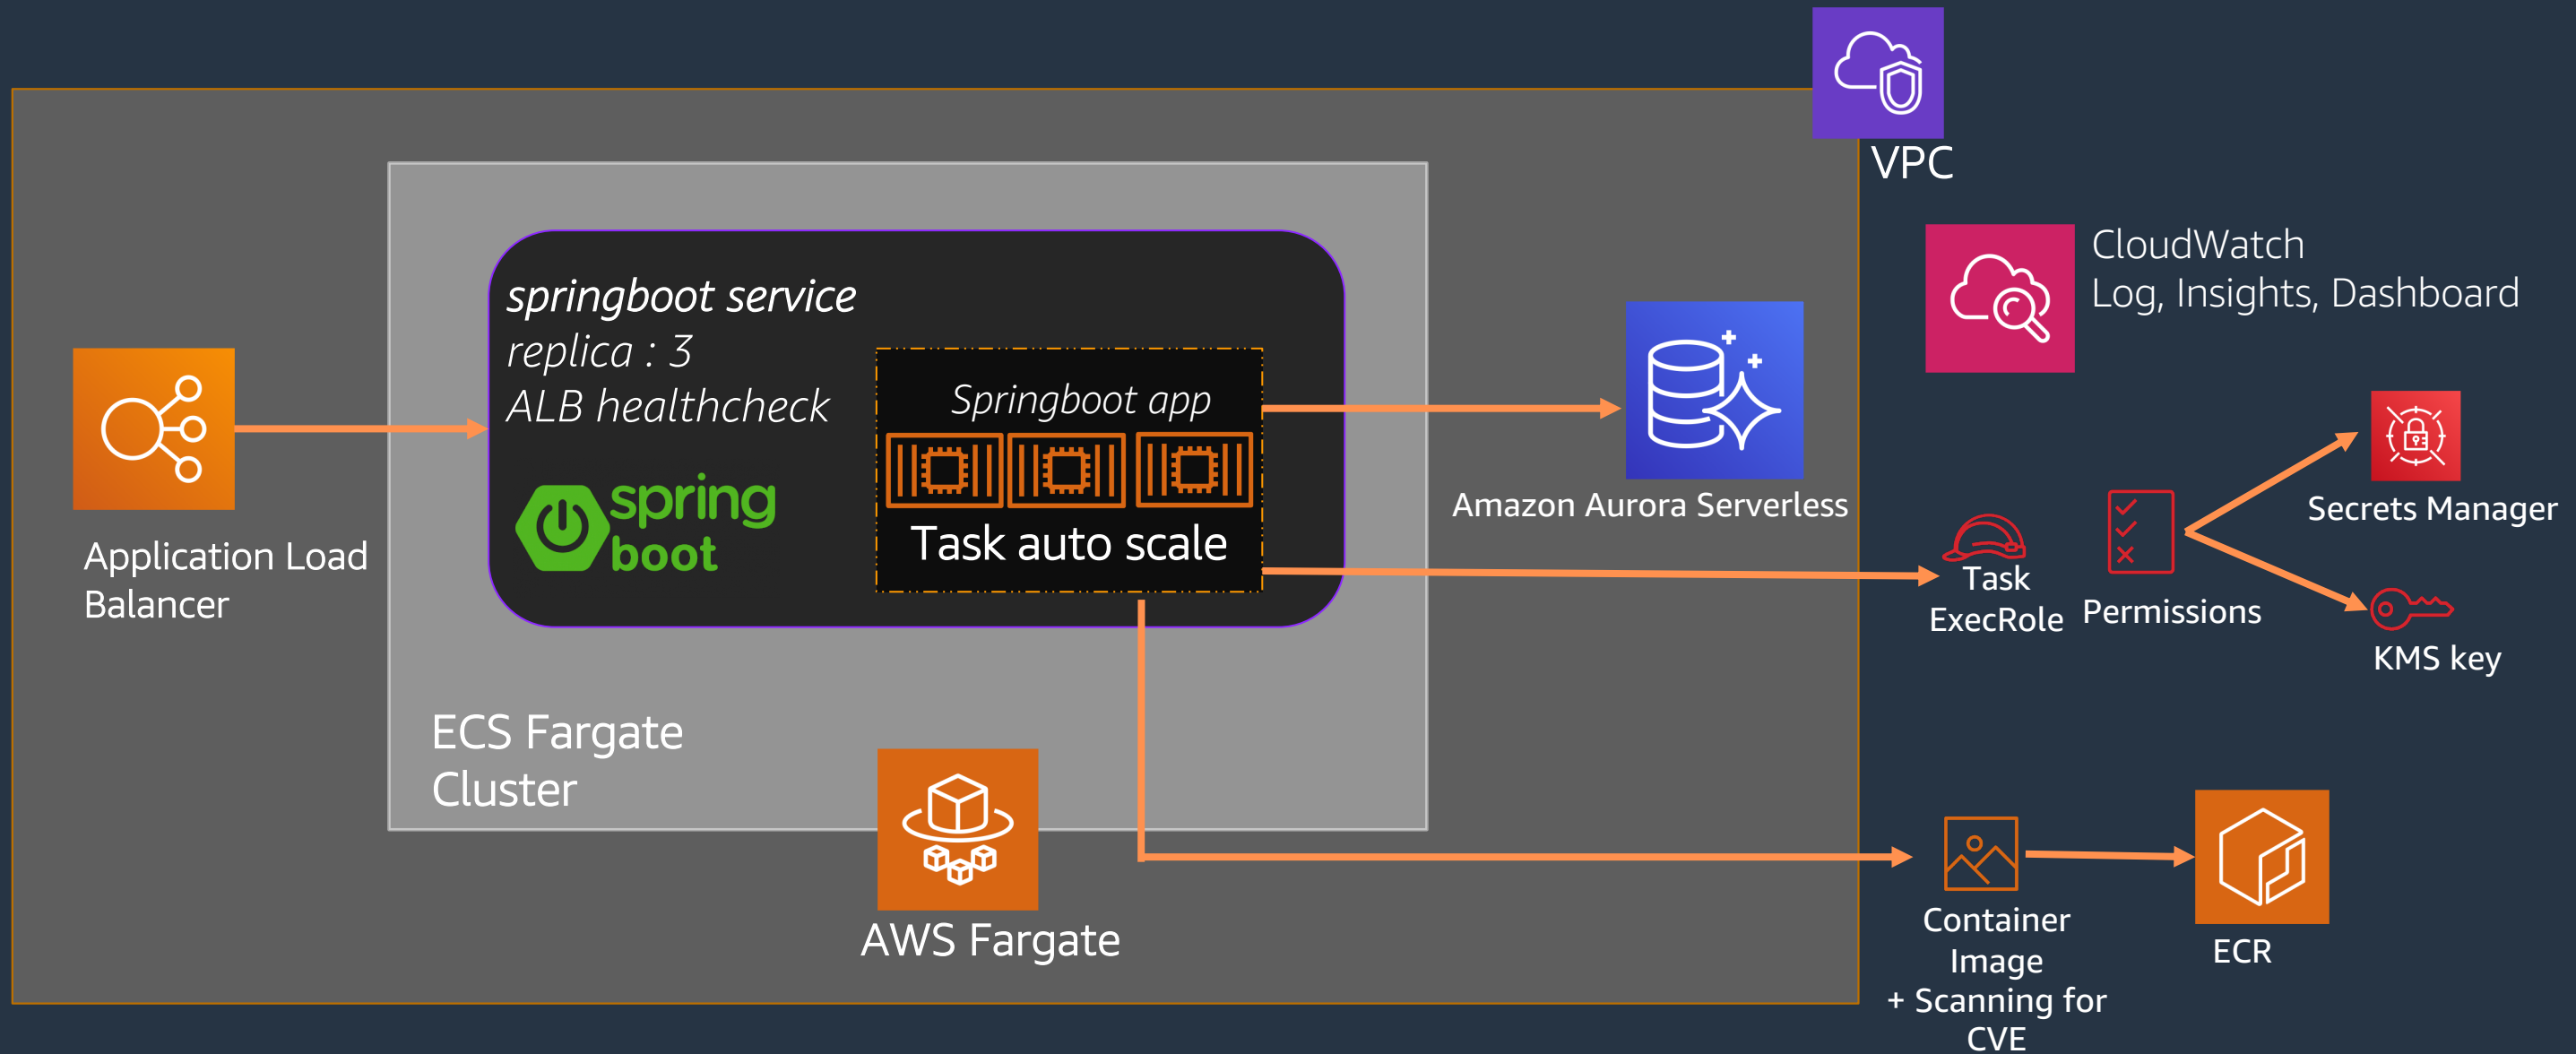 VPC
CloudWatch
Log, Insights, Dashboard
springboot service
replica : 3
ALB healthcheck
spring
boot
Springboot app
Task auto scale
Application Load
Balancer
Amazon Aurora Serverless
Task
ExecRole
Permissions
Secrets Manager
KMS key
ECS Fargate
Cluster
AWS Fargate
Container
Image
+ Scanning for
CVE
ECR